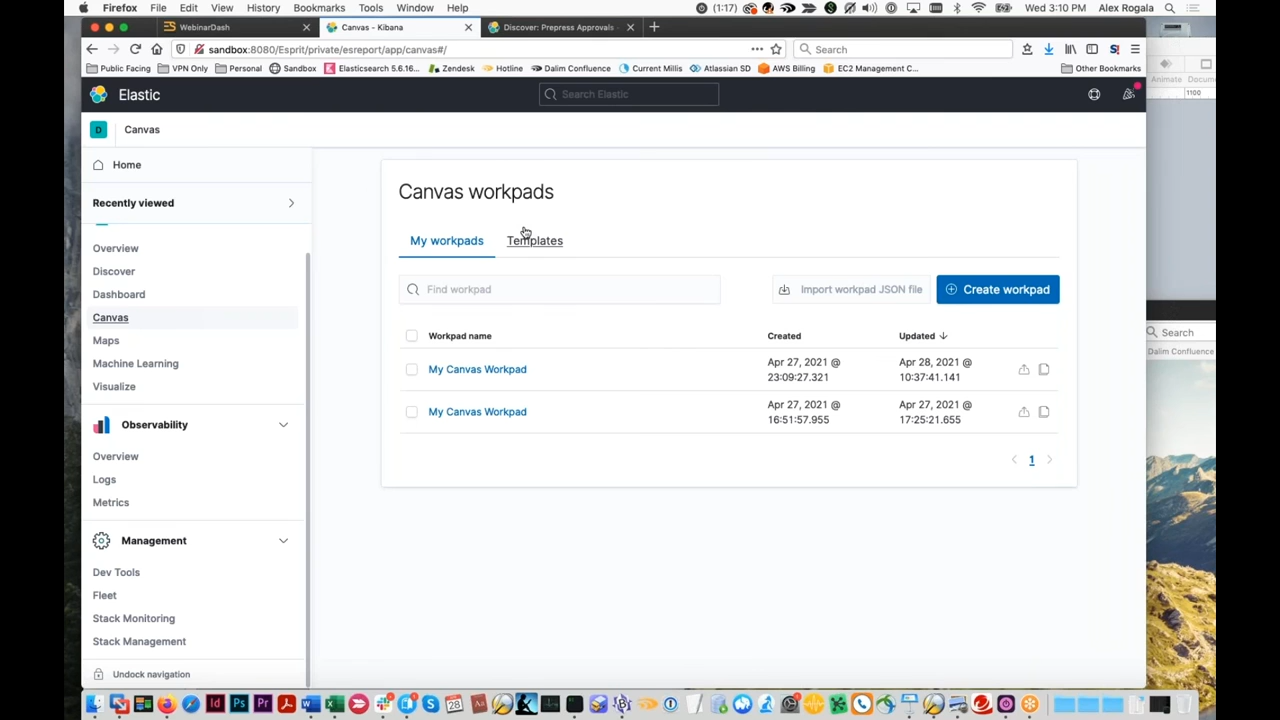 Firefox File Edit View History Bookmarks Tools Window Help (1:17) Wed 3:10 PM Alex Rogala
WebinarDash Canvas - Kibana Discover: Prepress Approvals -
sandbox:8080/Esprit/private/esreport/app/canvas#/ Search
Public Facing VPN Only Personal Sandbox Elasticsearch 5.6.16... Zendesk Hotline Dalim Confluence Current Millis Atlassian SD AWS Billing EC2 Management C... Other Bookmarks
Animate Docum
1100
Elastic Search Elastic
D Canvas
Home
Recently viewed
Overview
Discover
Dashboard
Canvas
Maps
Machine Learning
Visualize
Observability
Overview
Logs
Metrics
Management
Dev Tools
Fleet
Stack Monitoring
Stack Management
Undock navigation
Canvas workpads
My workpads Templates
Find workpad Import workpad JSON file Create workpad
Workpad name Created Updated
My Canvas Workpad Apr 27, 2021 @ 23:09:27.321 Apr 28, 2021 @ 10:37:41.141
My Canvas Workpad Apr 27, 2021 @ 16:51:57.955 Apr 27, 2021 @ 17:25:21.655
1
Search
Dalim Confluence